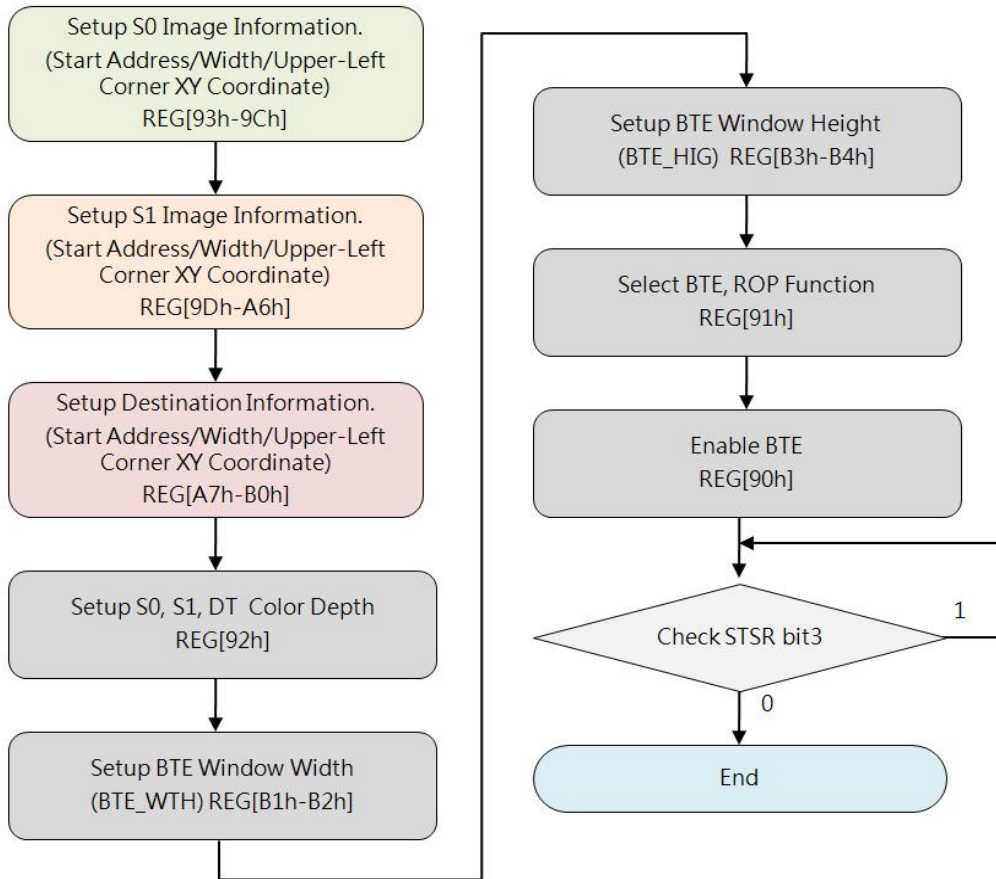 Setup S0 Image Information.
(Start Address/Width/Upper-Left
Corner XY Coordinate)
REG[93h-9Ch]
Setup S1 Image Information.
(Start Address/Width/Upper-Left
Corner XY Coordinate)
REG[9Dh-A6h]
Setup Destination Information.
(Start Address/Width/Upper-Left
Corner XY Coordinate)
REG[A7h-B0h]
Setup S0, S1, DT Color Depth
REG[92h]
Setup BTE Window Width
(BTE_WTH) REG[B1h-B2h]
Setup BTE Window Height
(BTE_HIG) REG[B3h-B4h]
Select BTE, ROP Function
REG[91h]
Enable BTE
REG[90h]
Check STSR bit3
1
0
End